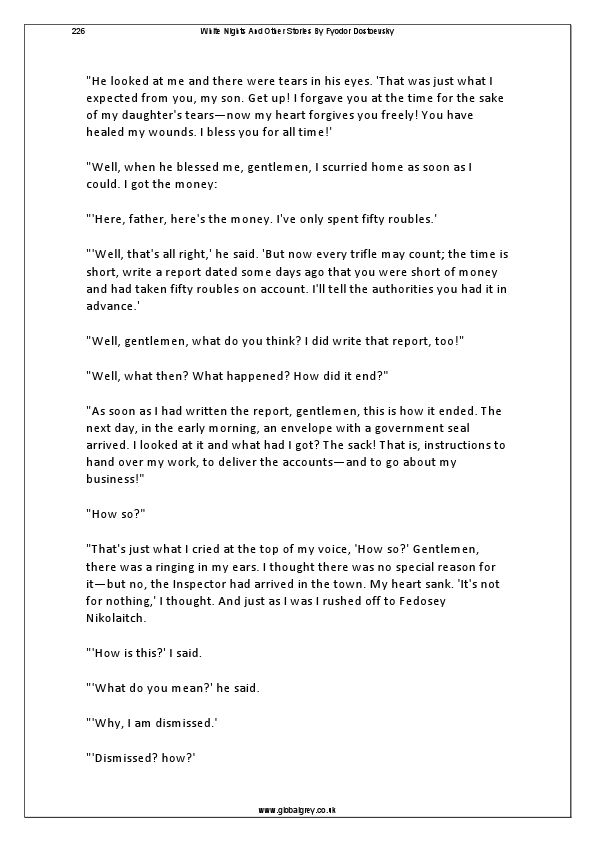 226 White Nights And Other Stories By Fyodor Dostoevsky
"He looked at me and there were tears in his eyes. 'That was just what I
expected from you, my son. Get up! I forgave you at the time for the sake
of my daughter's tears—now my heart forgives you freely! You have
healed my wounds. I bless you for all time!'
"Well, when he blessed me, gentlemen, I scurried home as soon as I
could. I got the money:
"'Here, father, here's the money. I've only spent fifty roubles.'
"'Well, that's all right,' he said. 'But now every trifle may count; the time is
short, write a report dated some days ago that you were short of money
and had taken fifty roubles on account. I'll tell the authorities you had it in
advance.'
"Well, gentlemen, what do you think? I did write that report, too!"
"Well, what then? What happened? How did it end?"
"As soon as I had written the report, gentlemen, this is how it ended. The
next day, in the early morning, an envelope with a government seal
arrived. I looked at it and what had I got? The sack! That is, instructions to
hand over my work, to deliver the accounts—and to go about my
business!"
"How so?"
"That's just what I cried at the top of my voice, 'How so?' Gentlemen,
there was a ringing in my ears. I thought there was no special reason for
it—but no, the Inspector had arrived in the town. My heart sank. 'It's not
for nothing,' I thought. And just as I was I rushed off to Fedosey
Nikolaitch.
"'How is this?' I said.
"'What do you mean?' he said.
"'Why, I am dismissed.'
"'Dismissed? how?'
www.globalgrey.co.uk